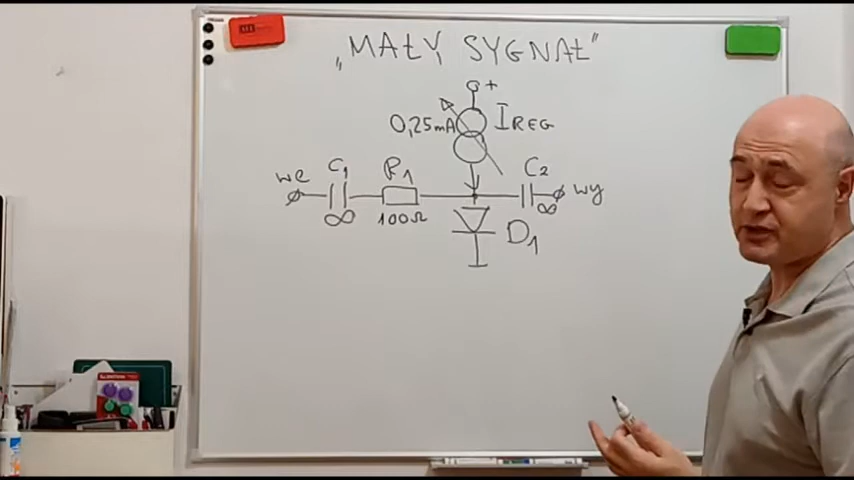 „MAŁY SYGNAŁ”
+
0,25mA IREG
we C1 R1 C2 wy
∞ 100Ω ∞
D1